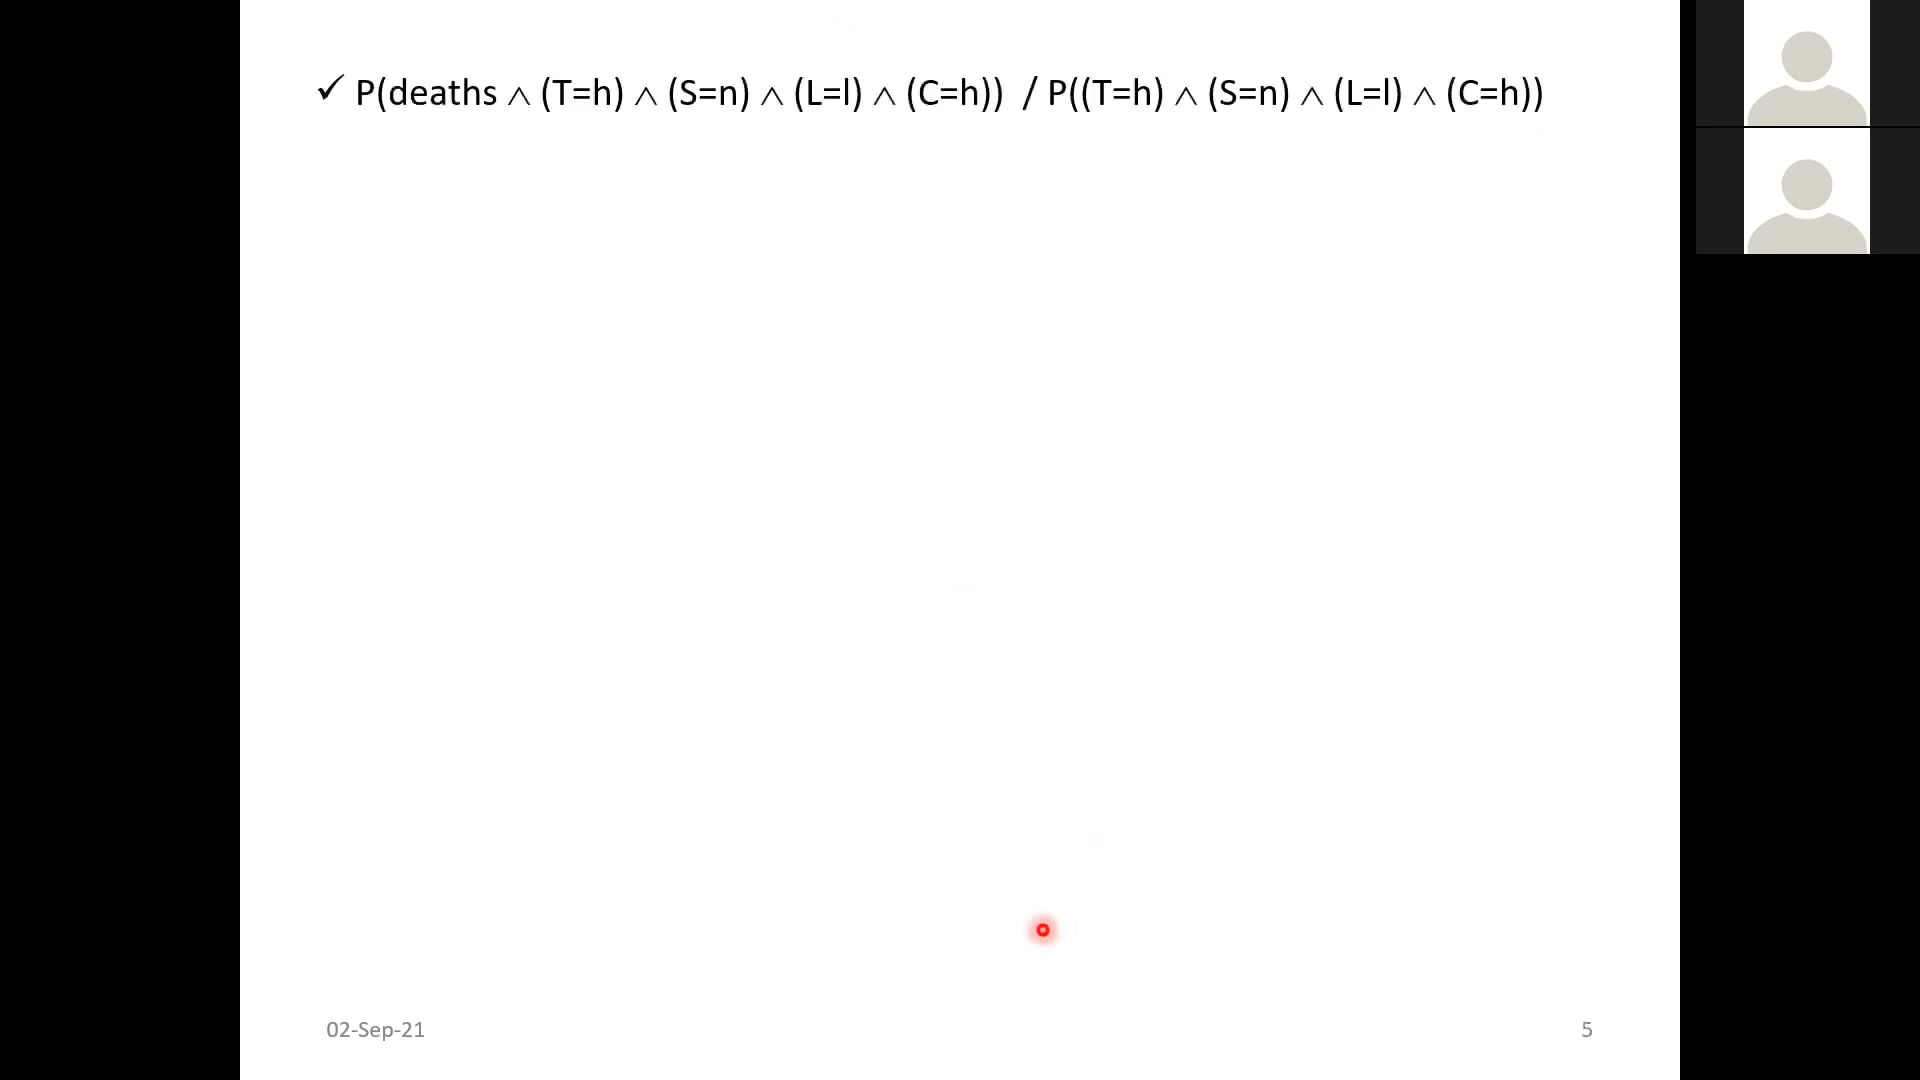 ✓ P(deaths ∧ (T=h) ∧ (S=n) ∧ (L=l) ∧ (C=h)) / P((T=h) ∧ (S=n) ∧ (L=l) ∧ (C=h))
02-Sep-21
5